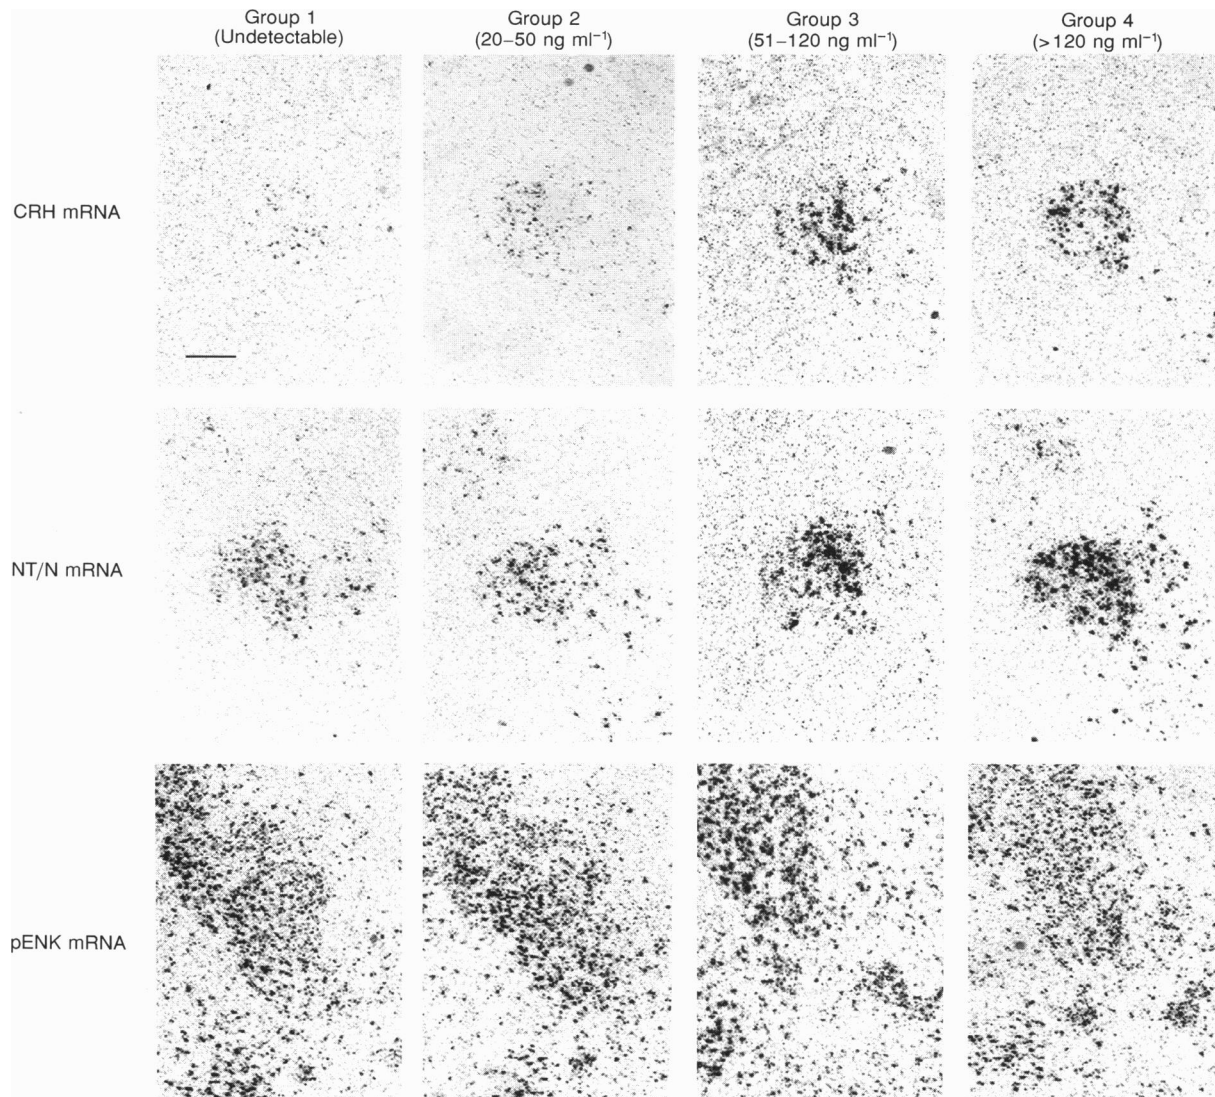 Group 1
(Undetectable)
Group 2
(20–50 ng ml⁻¹)
Group 3
(51–120 ng ml⁻¹)
Group 4
(>120 ng ml⁻¹)
CRH mRNA
NT/N mRNA
pENK mRNA